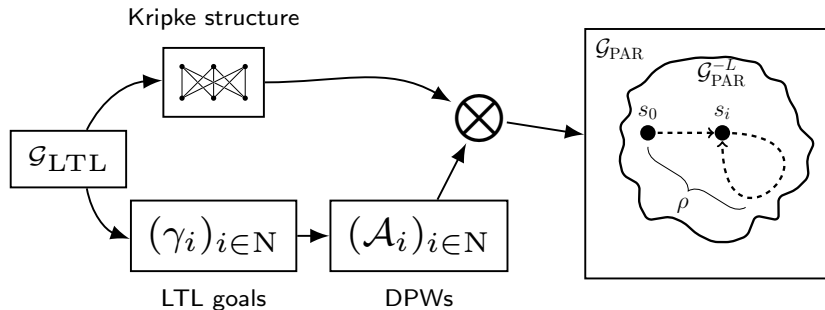 Kripke structure
𝒢_LTL
(γ_i)_{i∈N}
(𝒜_i)_{i∈N}
LTL goals
DPWs
𝒢_PAR
𝒢_PAR^{-L}
s_0
s_i
ρ